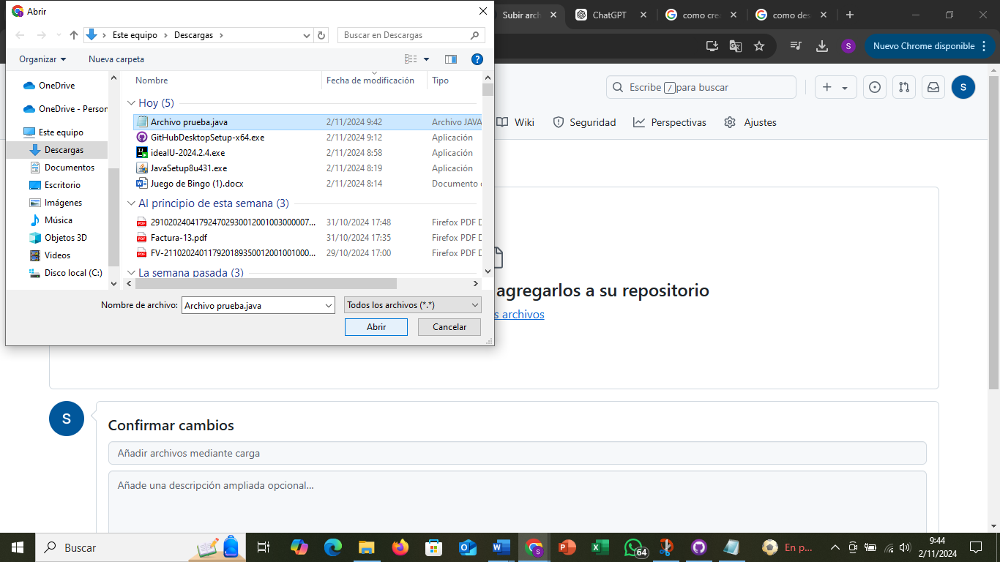 Abrir
Subir arch
ChatGPT
como cre
como des
Este equipo
Descargas
Buscar en Descargas
S
Nuevo Chrome disponible
Organizar
Nueva carpeta
OneDrive
OneDrive - Person
Este equipo
Descargas
Documentos
Escritorio
Imágenes
Música
Objetos 3D
Videos
Disco local (C:)
Nombre
Fecha de modificación
Tipo
Hoy (5)
Archivo prueba.java 2/11/2024 9:42 Archivo JAVA
GitHubDesktopSetup-x64.exe 2/11/2024 9:12 Aplicación
idealU-2024.2.4.exe 2/11/2024 8:58 Aplicación
JavaSetup8u431.exe 2/11/2024 8:19 Aplicación
Juego de Bingo (1).docx 2/11/2024 8:14 Documento
Al principio de esta semana (3)
2910202404179247029300120010030000007... 31/10/2024 17:48 Firefox PDF D
Factura-13.pdf 31/10/2024 17:35 Firefox PDF D
FV-2110202401179201893500120010010000... 29/10/2024 17:00 Firefox PDF D
La semana pasada (3)
Nombre de archivo:
Archivo prueba.java
Todos los archivos (*.*)
Abrir
Cancelar
Escribe / para buscar
S
Wiki
Seguridad
Perspectivas
Ajustes
agregarlos a su repositorio
s archivos
S
Confirmar cambios
Añadir archivos mediante carga
Añade una descripción ampliada opcional...
Buscar
64
En p...
9:44
2/11/2024